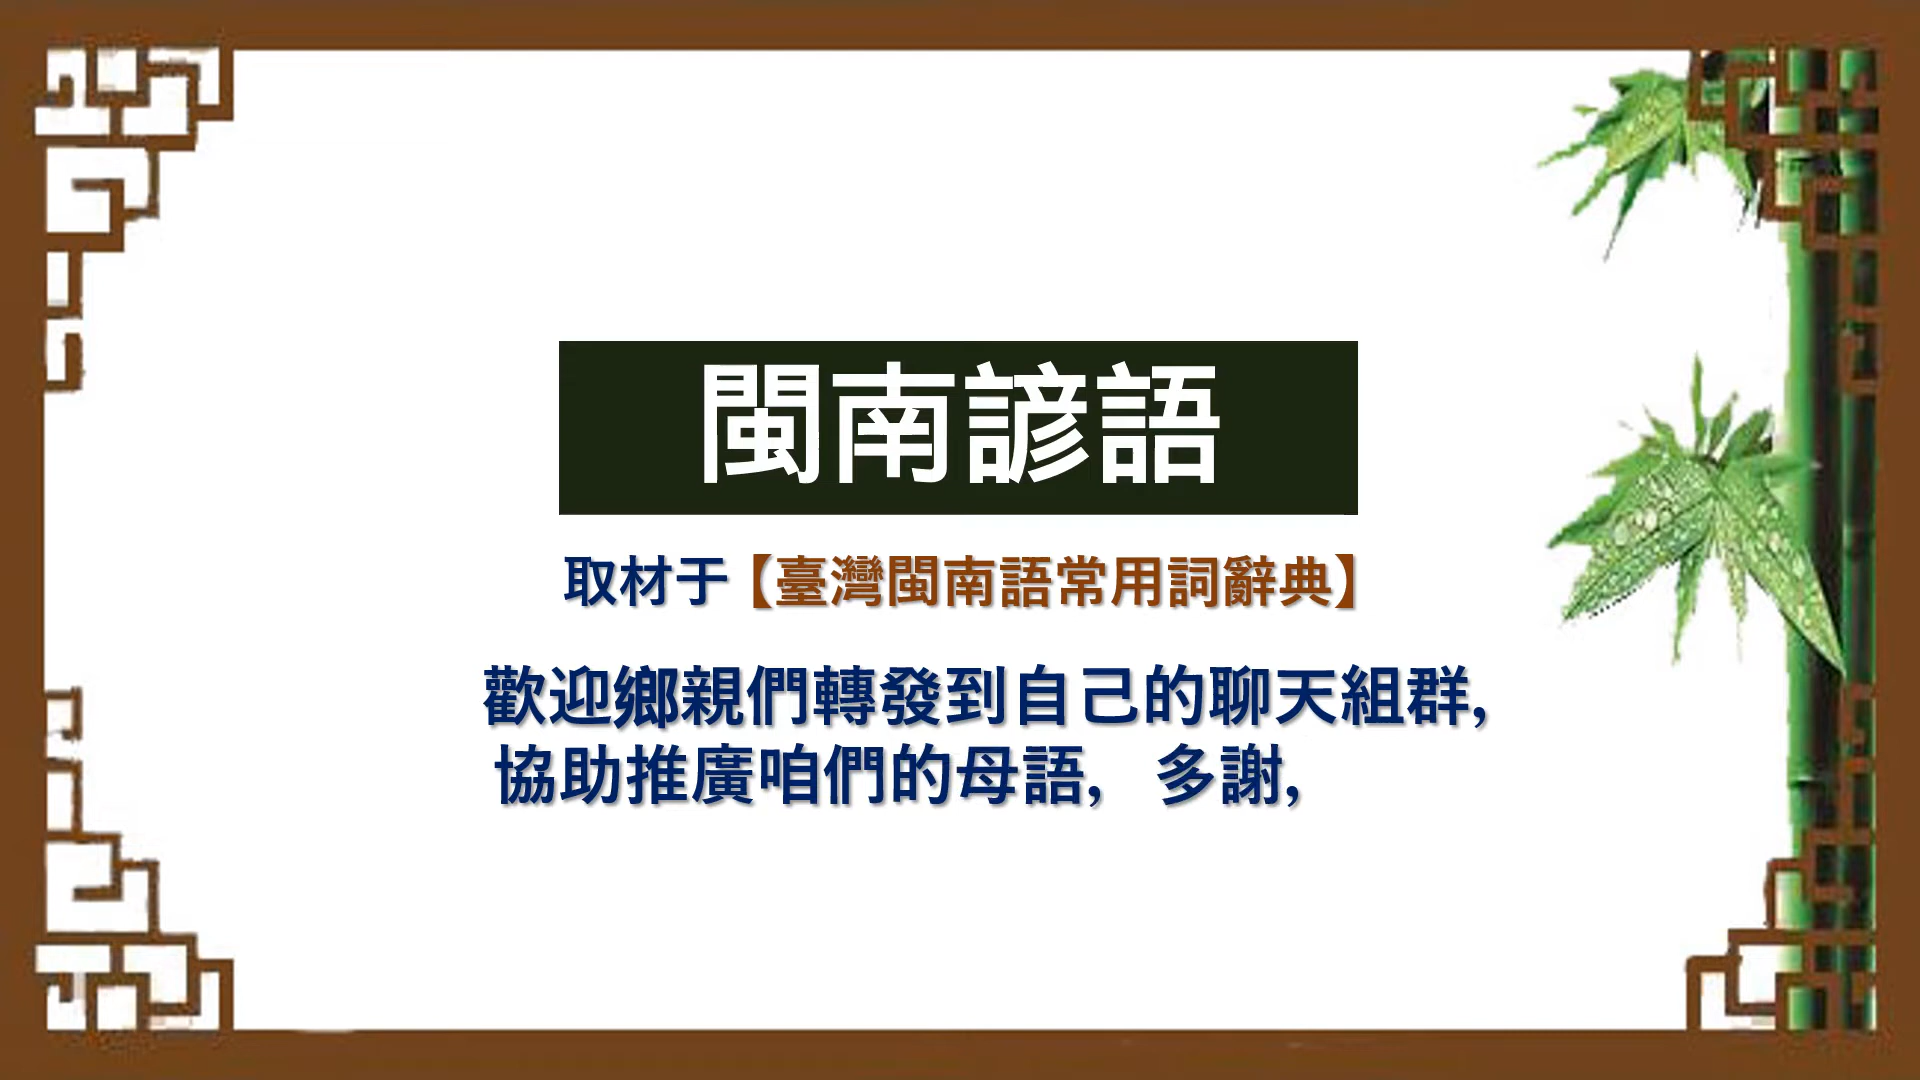 閩南諺語
取材于【臺灣閩南語常用詞辭典】
歡迎鄉親們轉發到自己的聊天組群,
協助推廣咱們的母語, 多謝,